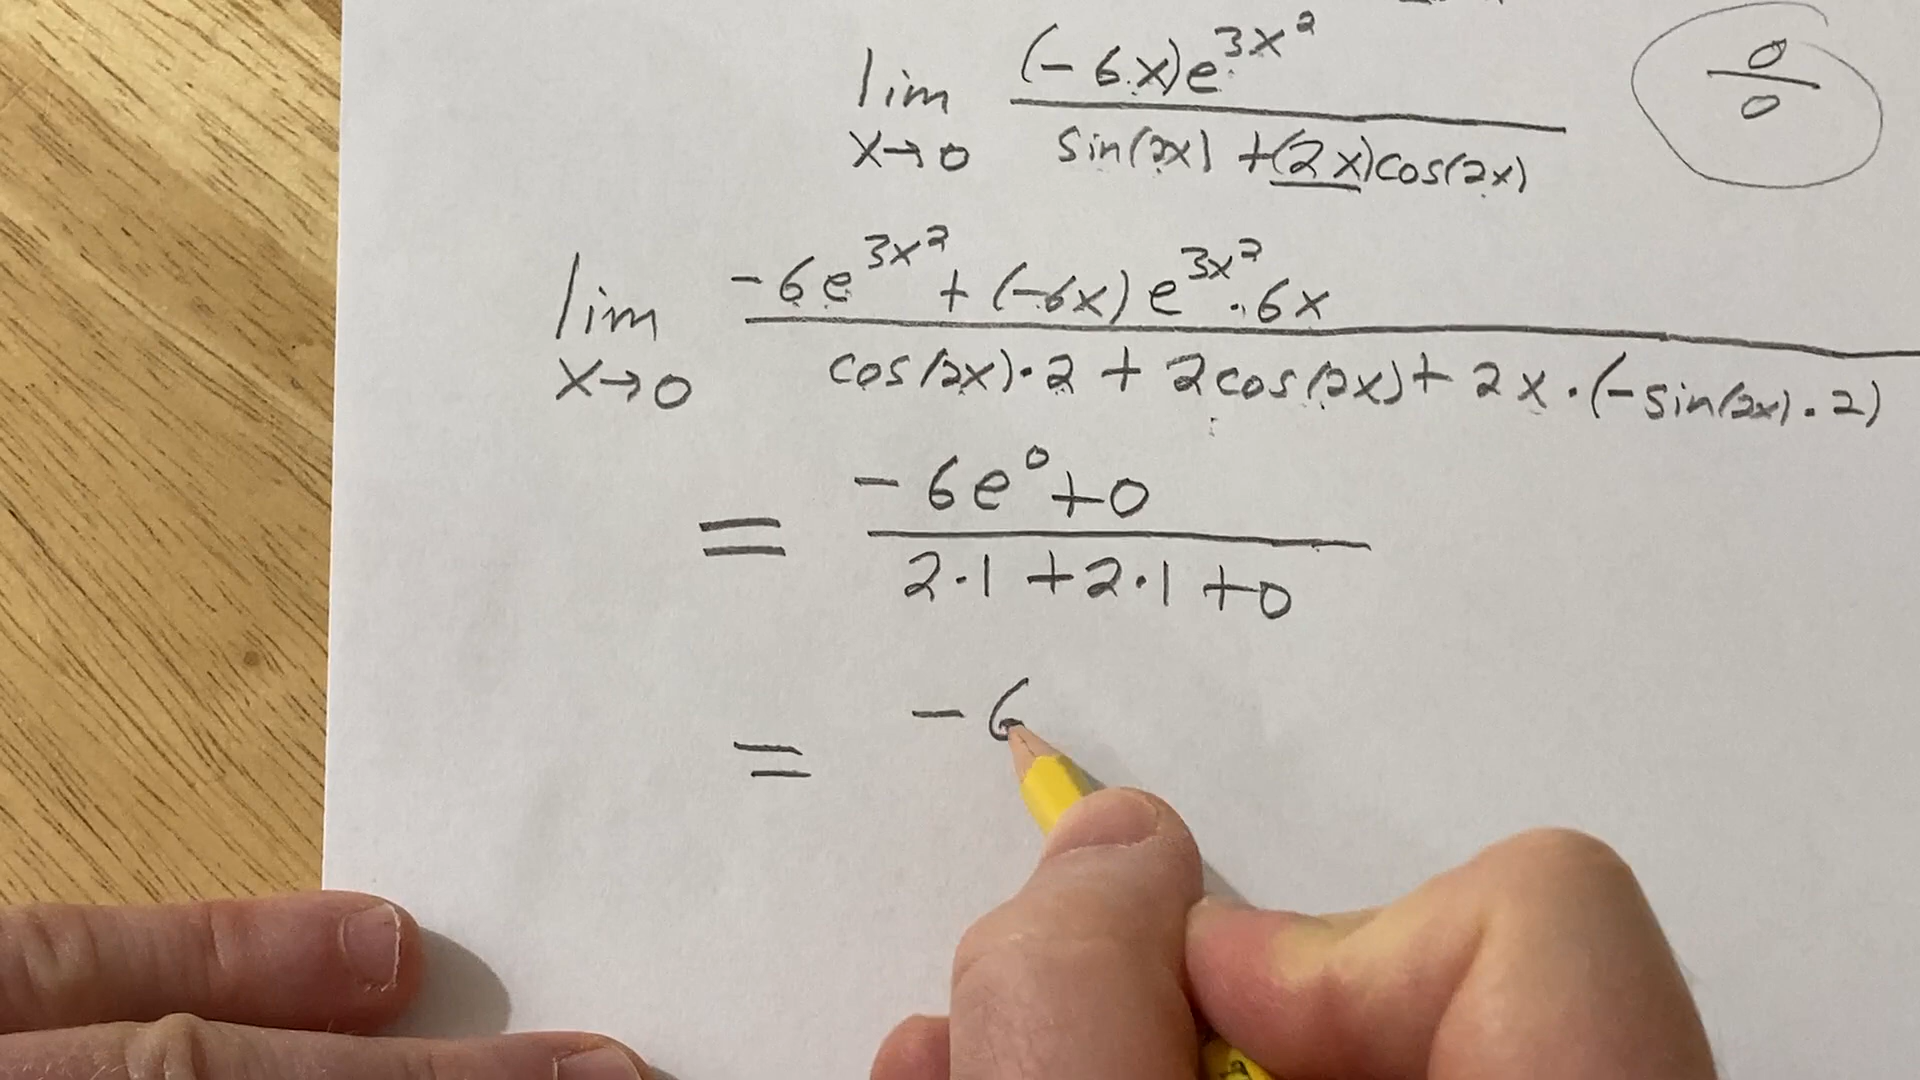 lim x→0 (-6x)e^{3x^2} / sin(2x) + (2x)cos(2x)
0/0
lim x→0 -6e^{3x^2} + (-6x)e^{3x^2}·6x / cos(2x)·2 + 2cos(2x) + 2x·(-sin(2x)·2)
= -6e^0+0 / 2·1+2·1+0
= -6